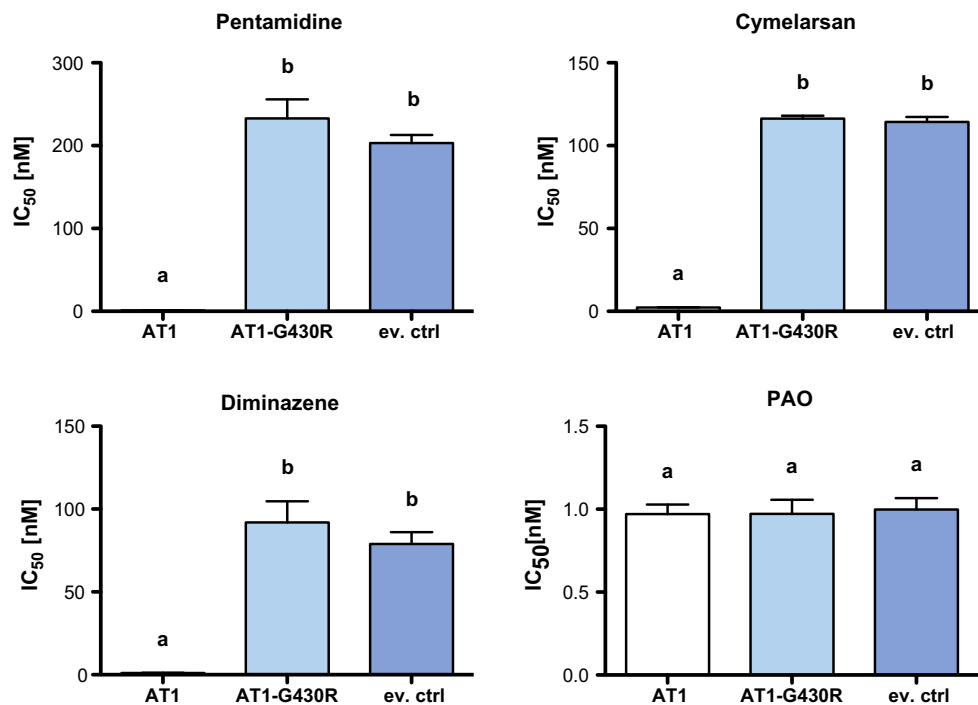 Pentamidine
300
200
100
0
IC50 [nM]
a
b
b
AT1
AT1-G430R
ev. ctrl
Cymelarsan
150
100
50
0
IC50 [nM]
a
b
b
AT1
AT1-G430R
ev. ctrl
Diminazene
150
100
50
0
IC50 [nM]
a
b
b
AT1
AT1-G430R
ev. ctrl
PAO
1.5
1.0
0.5
0.0
IC50[nM]
a
a
a
AT1
AT1-G430R
ev. ctrl